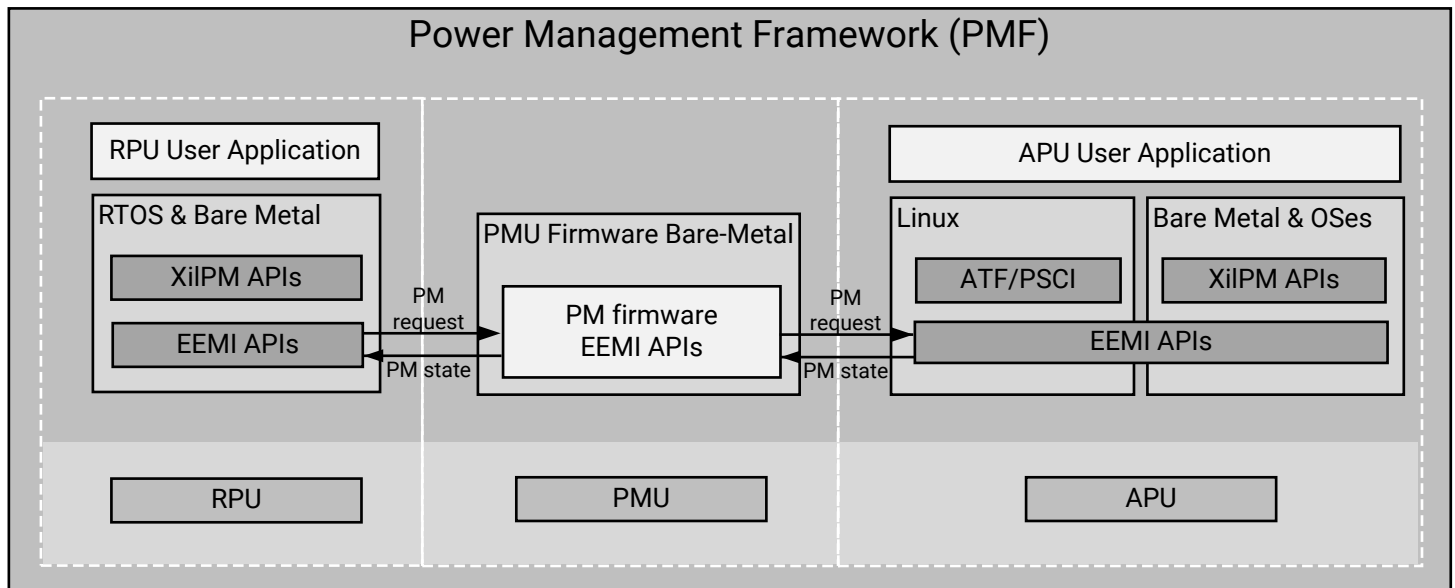 Power Management Framework (PMF)
RPU User Application
RTOS & Bare Metal
XilPM APIs
EEMI APIs
PM
request
PM state
PMU Firmware Bare-Metal
PM firmware
EEMI APIs
PM
request
PM state
APU User Application
Linux
ATF/PSCI
Bare Metal & OSes
XilPM APIs
EEMI APIs
RPU
PMU
APU